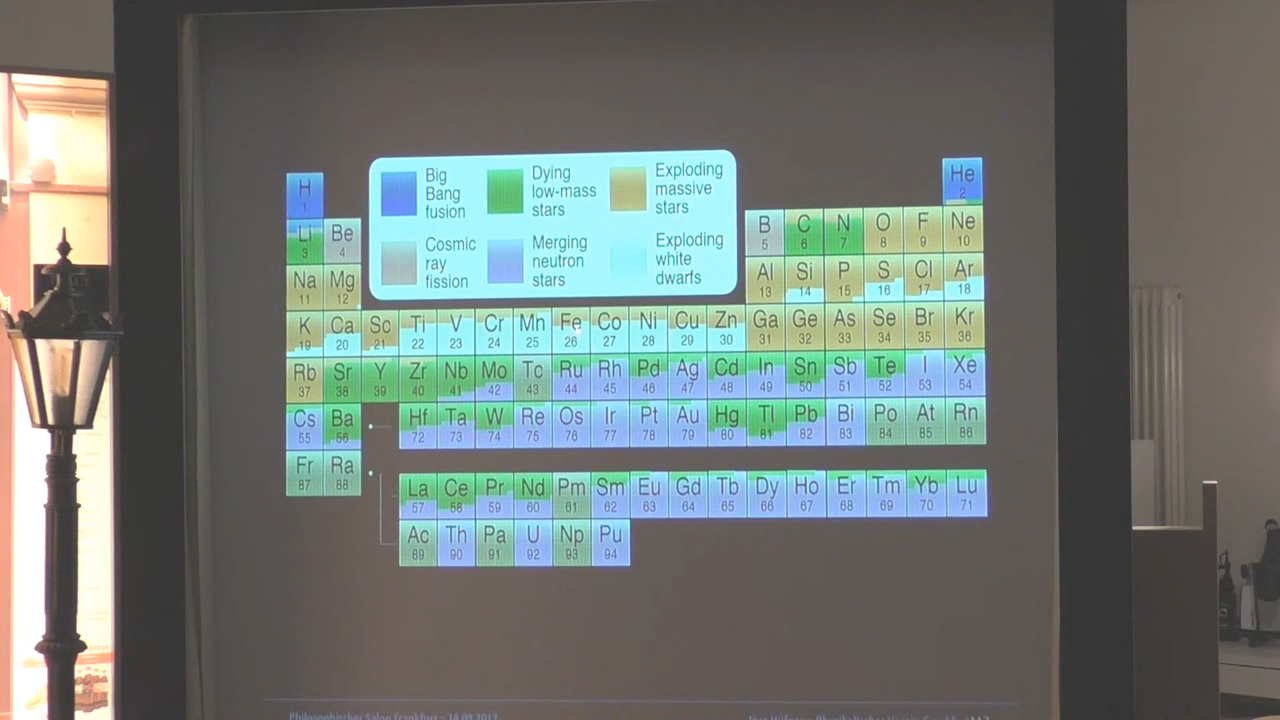 H
1
Big
Bang
fusion
Dying
low-mass
stars
Exploding
massive
stars
He
2
Cosmic
ray
fission
Merging
neutron
stars
Exploding
white
dwarfs
Li Be B C N O F Ne
3 4 5 6 7 8 9 10
Na Mg Al Si P S Cl Ar
11 12 13 14 15 16 17 18
K Ca Sc Ti V Cr Mn Fe Co Ni Cu Zn Ga Ge As Se Br Kr
19 20 21 22 23 24 25 26 27 28 29 30 31 32 33 34 35 36
Rb Sr Y Zr Nb Mo Tc Ru Rh Pd Ag Cd In Sn Sb Te I Xe
37 38 39 40 41 42 43 44 45 46 47 48 49 50 51 52 53 54
Cs Ba Hf Ta W Re Os Ir Pt Au Hg Tl Pb Bi Po At Rn
55 56 72 73 74 75 76 77 78 79 80 81 82 83 84 85 86
Fr Ra
87 88
La Ce Pr Nd Pm Sm Eu Gd Tb Dy Ho Er Tm Yb Lu
57 58 59 60 61 62 63 64 65 66 67 68 69 70 71
Ac Th Pa U Np Pu
89 90 91 92 93 94
Philosophischer Salon Frankfurt – 14.09.2017